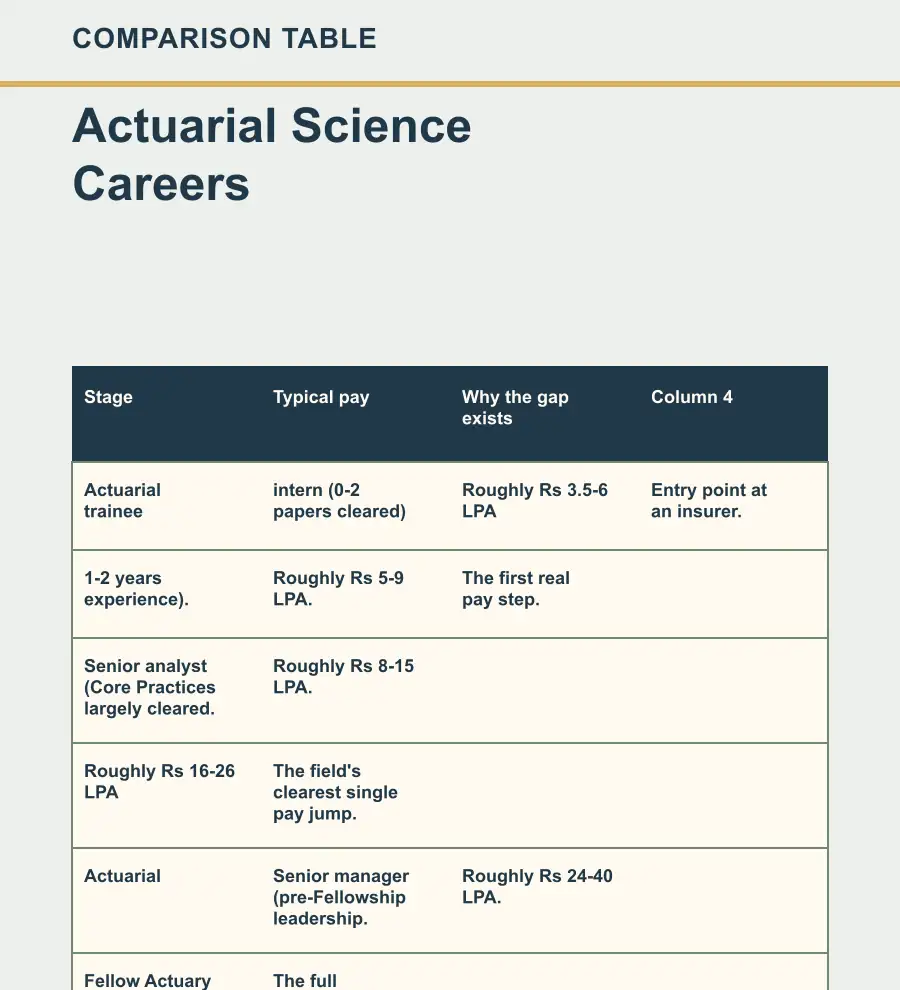 COMPARISON TABLE
Actuarial Science
Careers
Stage
Typical pay
Why the gap
exists
Column 4
Actuarial
trainee
intern (0-2
papers cleared)
Roughly Rs 3.5-6
LPA
Entry point at
an insurer.
1-2 years
experience).
Roughly Rs 5-9
LPA.
The first real
pay step.
Senior analyst
(Core Practices
largely cleared.
Roughly Rs 8-15
LPA.
Roughly Rs 16-26
LPA
The field's
clearest single
pay jump.
Actuarial
Senior manager
(pre-Fellowship
leadership.
Roughly Rs 24-40
LPA.
Fellow Actuary
The full